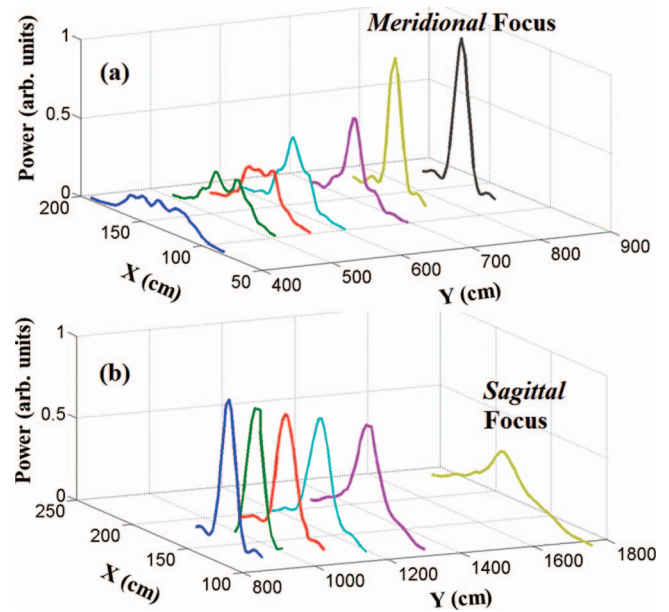 Meridional Focus
(a)
Power (arb. units)
1
0.5
0
200
150
100
50
X (cm)
400
500
600
700
800
900
Y (cm)
(b)
Sagittal
Focus
Power (arb. units)
1
0.5
0
250
200
150
100
X (cm)
800
1000
1200
1400
1600
1800
Y (cm)